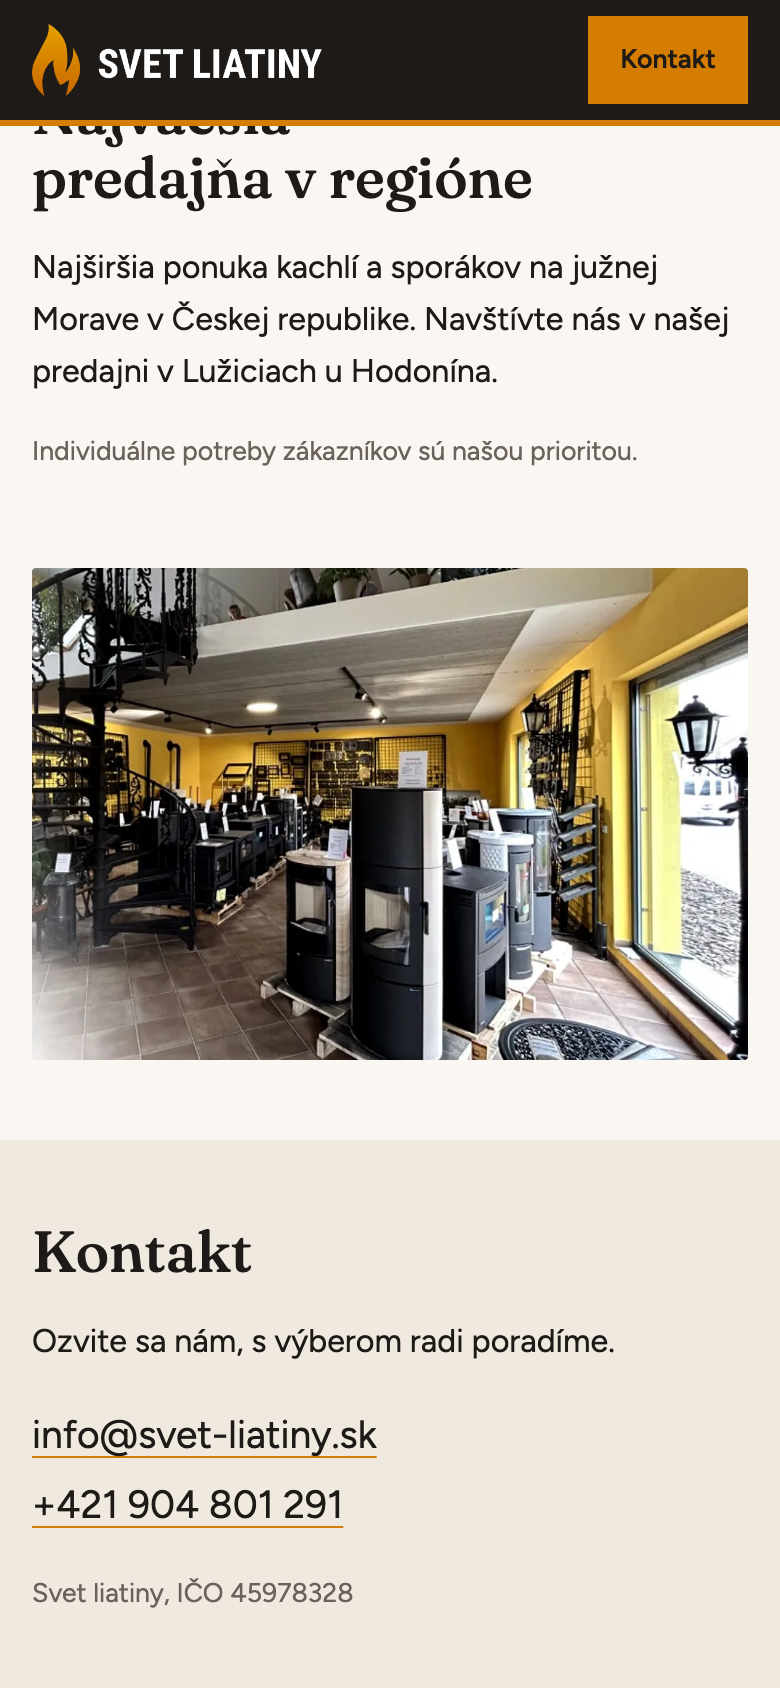 SVET LIATINY
Kontakt
Najväčšia
predajňa v regióne
Najširšia ponuka kachlí a sporákov na južnej
Morave v Českej republike. Navštívte nás v našej
predajni v Lužiciach u Hodonína.
Individuálne potreby zákazníkov sú našou prioritou.
Kontakt
Ozvite sa nám, s výberom radi poradíme.
info@svet-liatiny.sk
+421 904 801 291
Svet liatiny, IČO 45978328